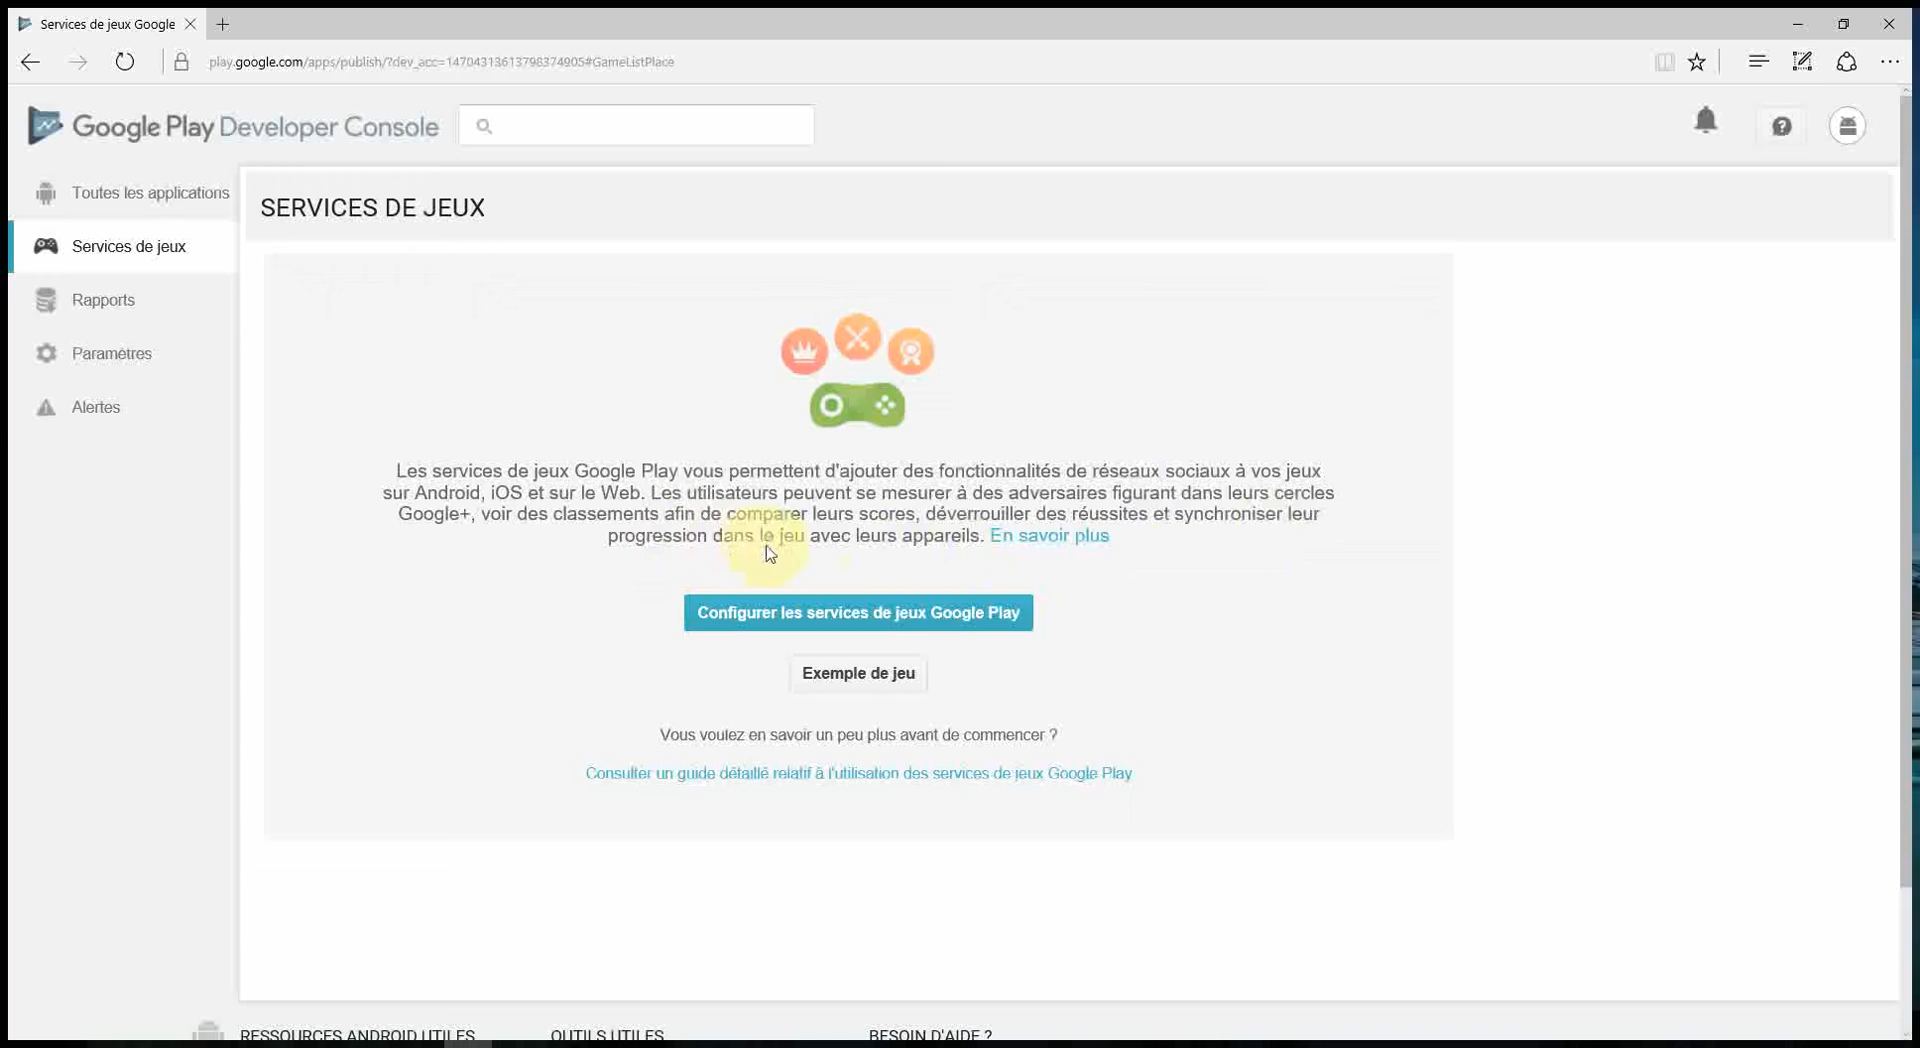 Services de jeux Google
play.google.com/apps/publish/?dev_acc=14704313613798374905#GameListPlace
Google Play Developer Console
Toutes les applications
Services de jeux
Rapports
Paramètres
Alertes
SERVICES DE JEUX
Les services de jeux Google Play vous permettent d'ajouter des fonctionnalités de réseaux sociaux à vos jeux
sur Android, iOS et sur le Web. Les utilisateurs peuvent se mesurer à des adversaires figurant dans leurs cercles
Google+, voir des classements afin de comparer leurs scores, déverrouiller des réussites et synchroniser leur
progression dans le jeu avec leurs appareils. En savoir plus
Configurer les services de jeux Google Play
Exemple de jeu
Vous voulez en savoir un peu plus avant de commencer ?
Consulter un guide détaillé relatif à l'utilisation des services de jeux Google Play
RESSOURCES ANDROID UTILES
OUTILS UTILES
BESOIN D'AIDE ?